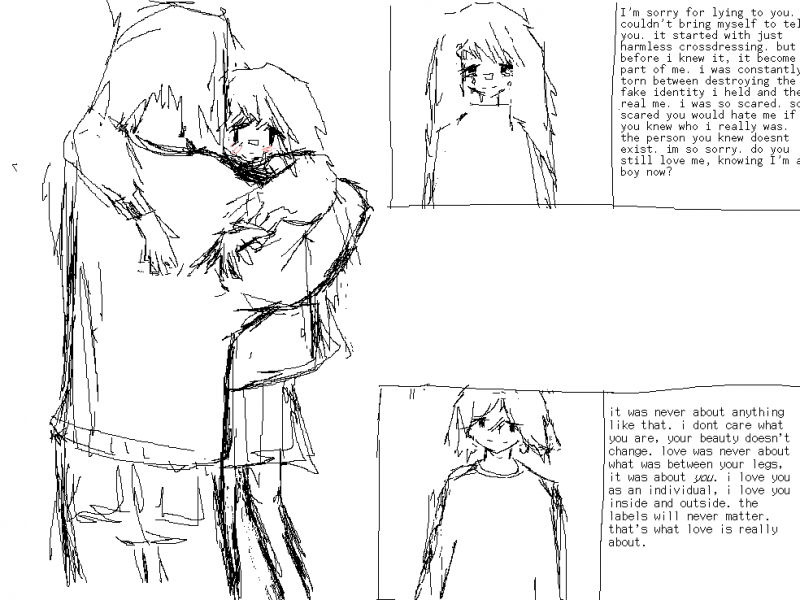 I'm sorry for lying to you.
couldn't bring myself to tel
you. it started with just
harmless crossdressing. but
before i knew it, it become
part of me. i was constantly
torn between destroying the
fake identity i held and the
real me. i was so scared. so
scared you would hate me if
you knew who i really was.
the person you knew doesnt
exist. im so sorry. do you
still love me, knowing I'm a
boy now?
it was never about anything
like that. i dont care what
you are, your beauty doesn't
change. love was never about
what was between your legs,
it was about you. i love you
as an individual. i love you
inside and outside. the
labels will never matter.
that's what love is really
about.